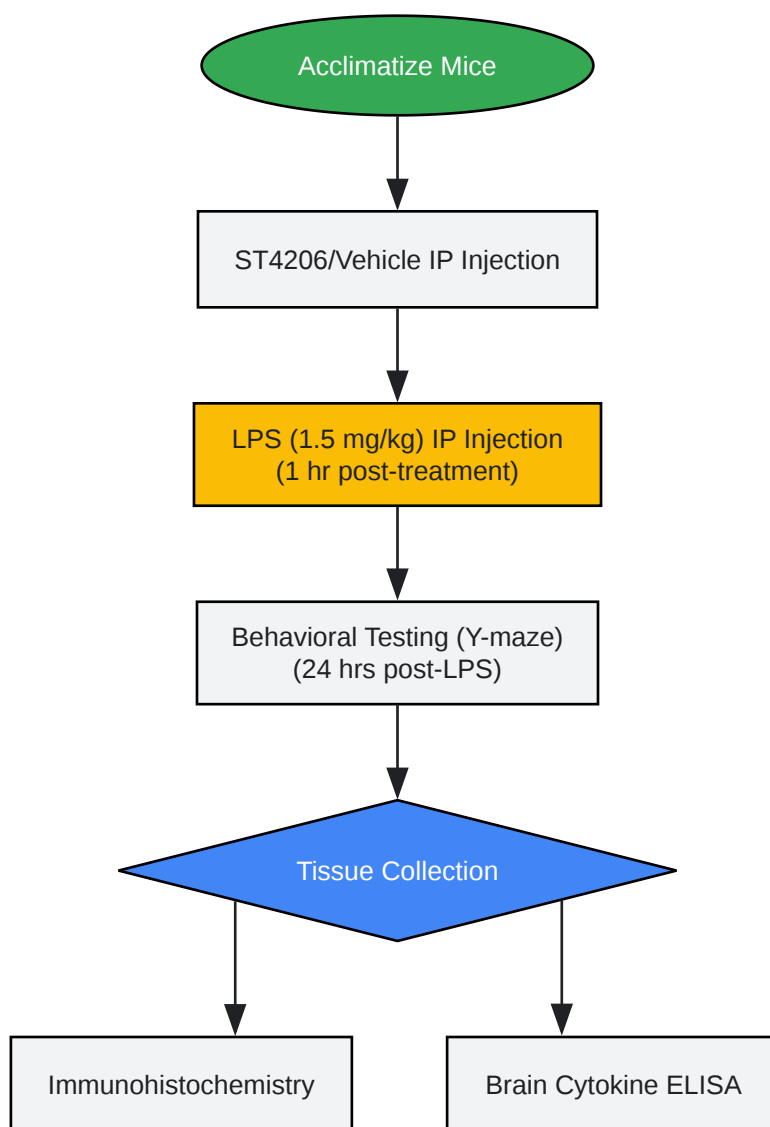 Acclimatize Mice
ST4206/Vehicle IP Injection
LPS (1.5 mg/kg) IP Injection
(1 hr post-treatment)
Behavioral Testing (Y-maze)
(24 hrs post-LPS)
Tissue Collection
Immunohistochemistry
Brain Cytokine ELISA